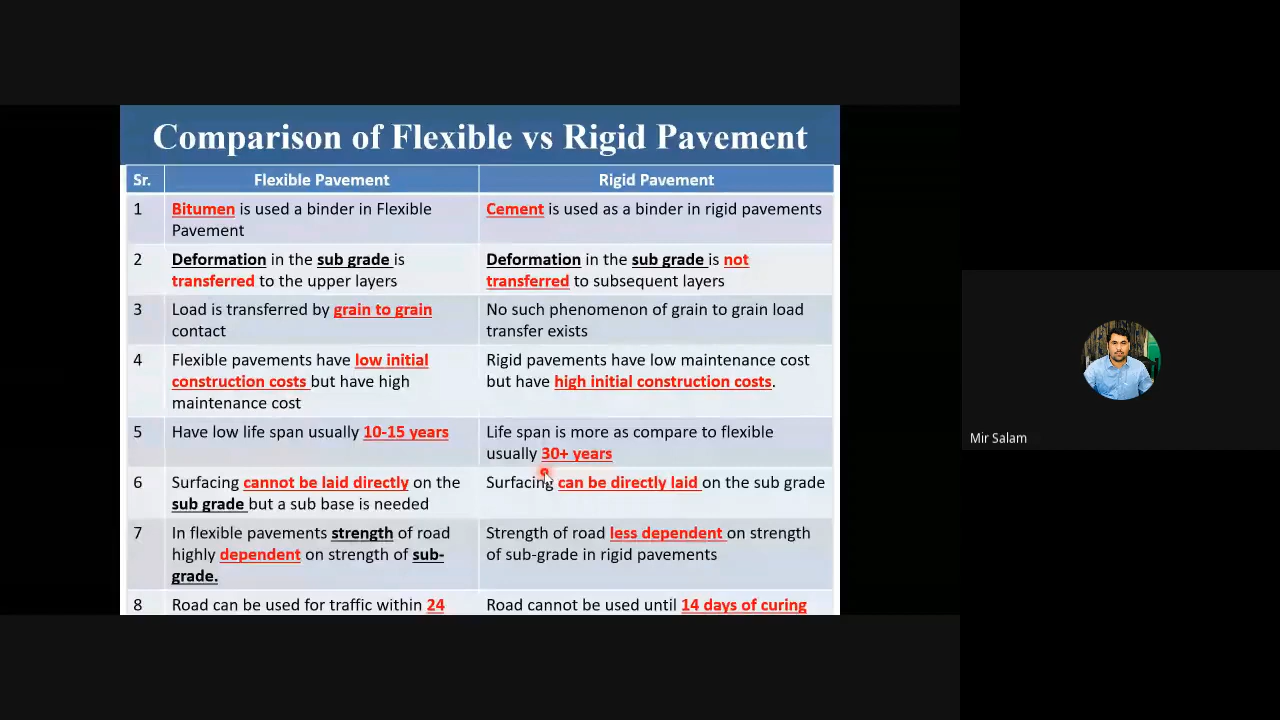 Comparison of Flexible vs Rigid Pavement
Sr.
Flexible Pavement
Rigid Pavement
1
Bitumen is used a binder in Flexible
Pavement
Cement is used as a binder in rigid pavements
2
Deformation in the sub grade is
transferred to the upper layers
Deformation in the sub grade is not
transferred to subsequent layers
3
Load is transferred by grain to grain
contact
No such phenomenon of grain to grain load
transfer exists
4
Flexible pavements have low initial
construction costs but have high
maintenance cost
Rigid pavements have low maintenance cost
but have high initial construction costs.
5
Have low life span usually 10-15 years
Life span is more as compare to flexible
usually 30+ years
6
Surfacing cannot be laid directly on the
sub grade but a sub base is needed
Surfacing can be directly laid on the sub grade
7
In flexible pavements strength of road
highly dependent on strength of sub-
grade.
Strength of road less dependent on strength
of sub-grade in rigid pavements
8
Road can be used for traffic within 24
Road cannot be used until 14 days of curing
Mir Salam